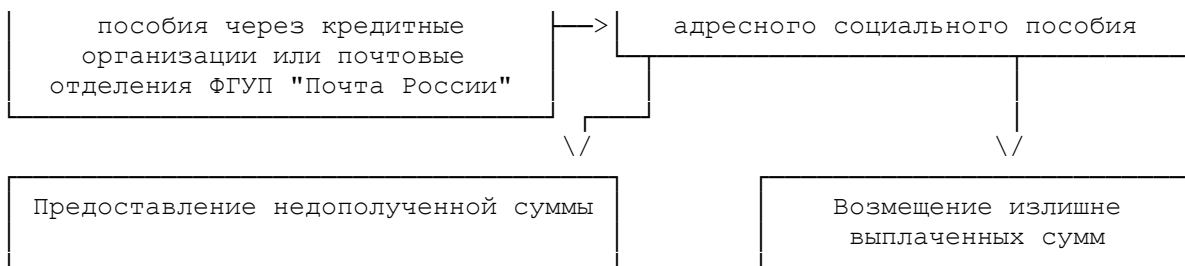 пособия через кредитные
организации или почтовые
отделения ФГУП "Почта России"
адресного социального пособия
Предоставление недополученной суммы
Возмещение излишне
выплаченных сумм